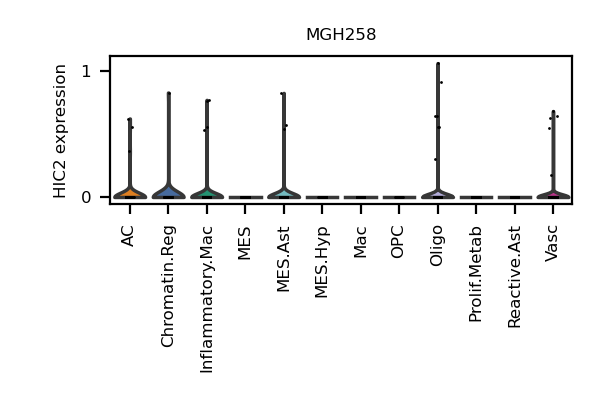 MGH258
HIC2 expression
1
0
AC
Chromatin.Reg
Inflammatory.Mac
MES
MES.Ast
MES.Hyp
Mac
OPC
Oligo
Prolif.Metab
Reactive.Ast
Vasc